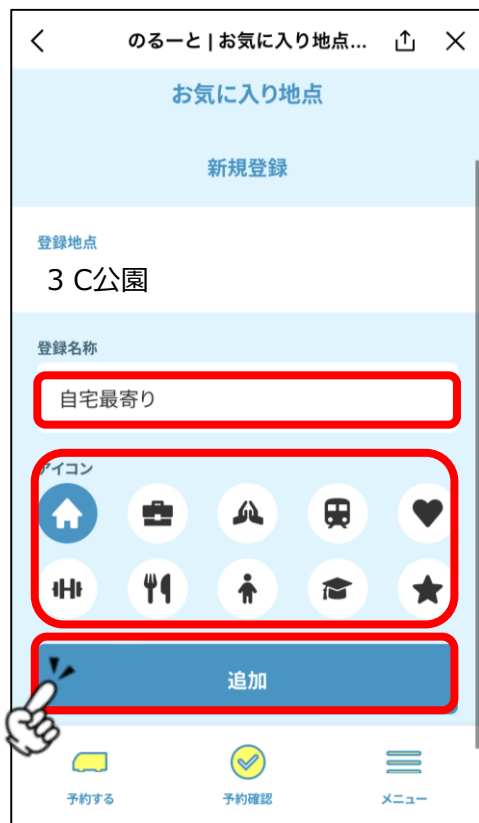 のるーと | お気に入り地点...
お気に入り地点
新規登録
登録地点
3 C公園
登録名称
自宅最寄り
アイコン
追加
予約する
予約確認
メニュー